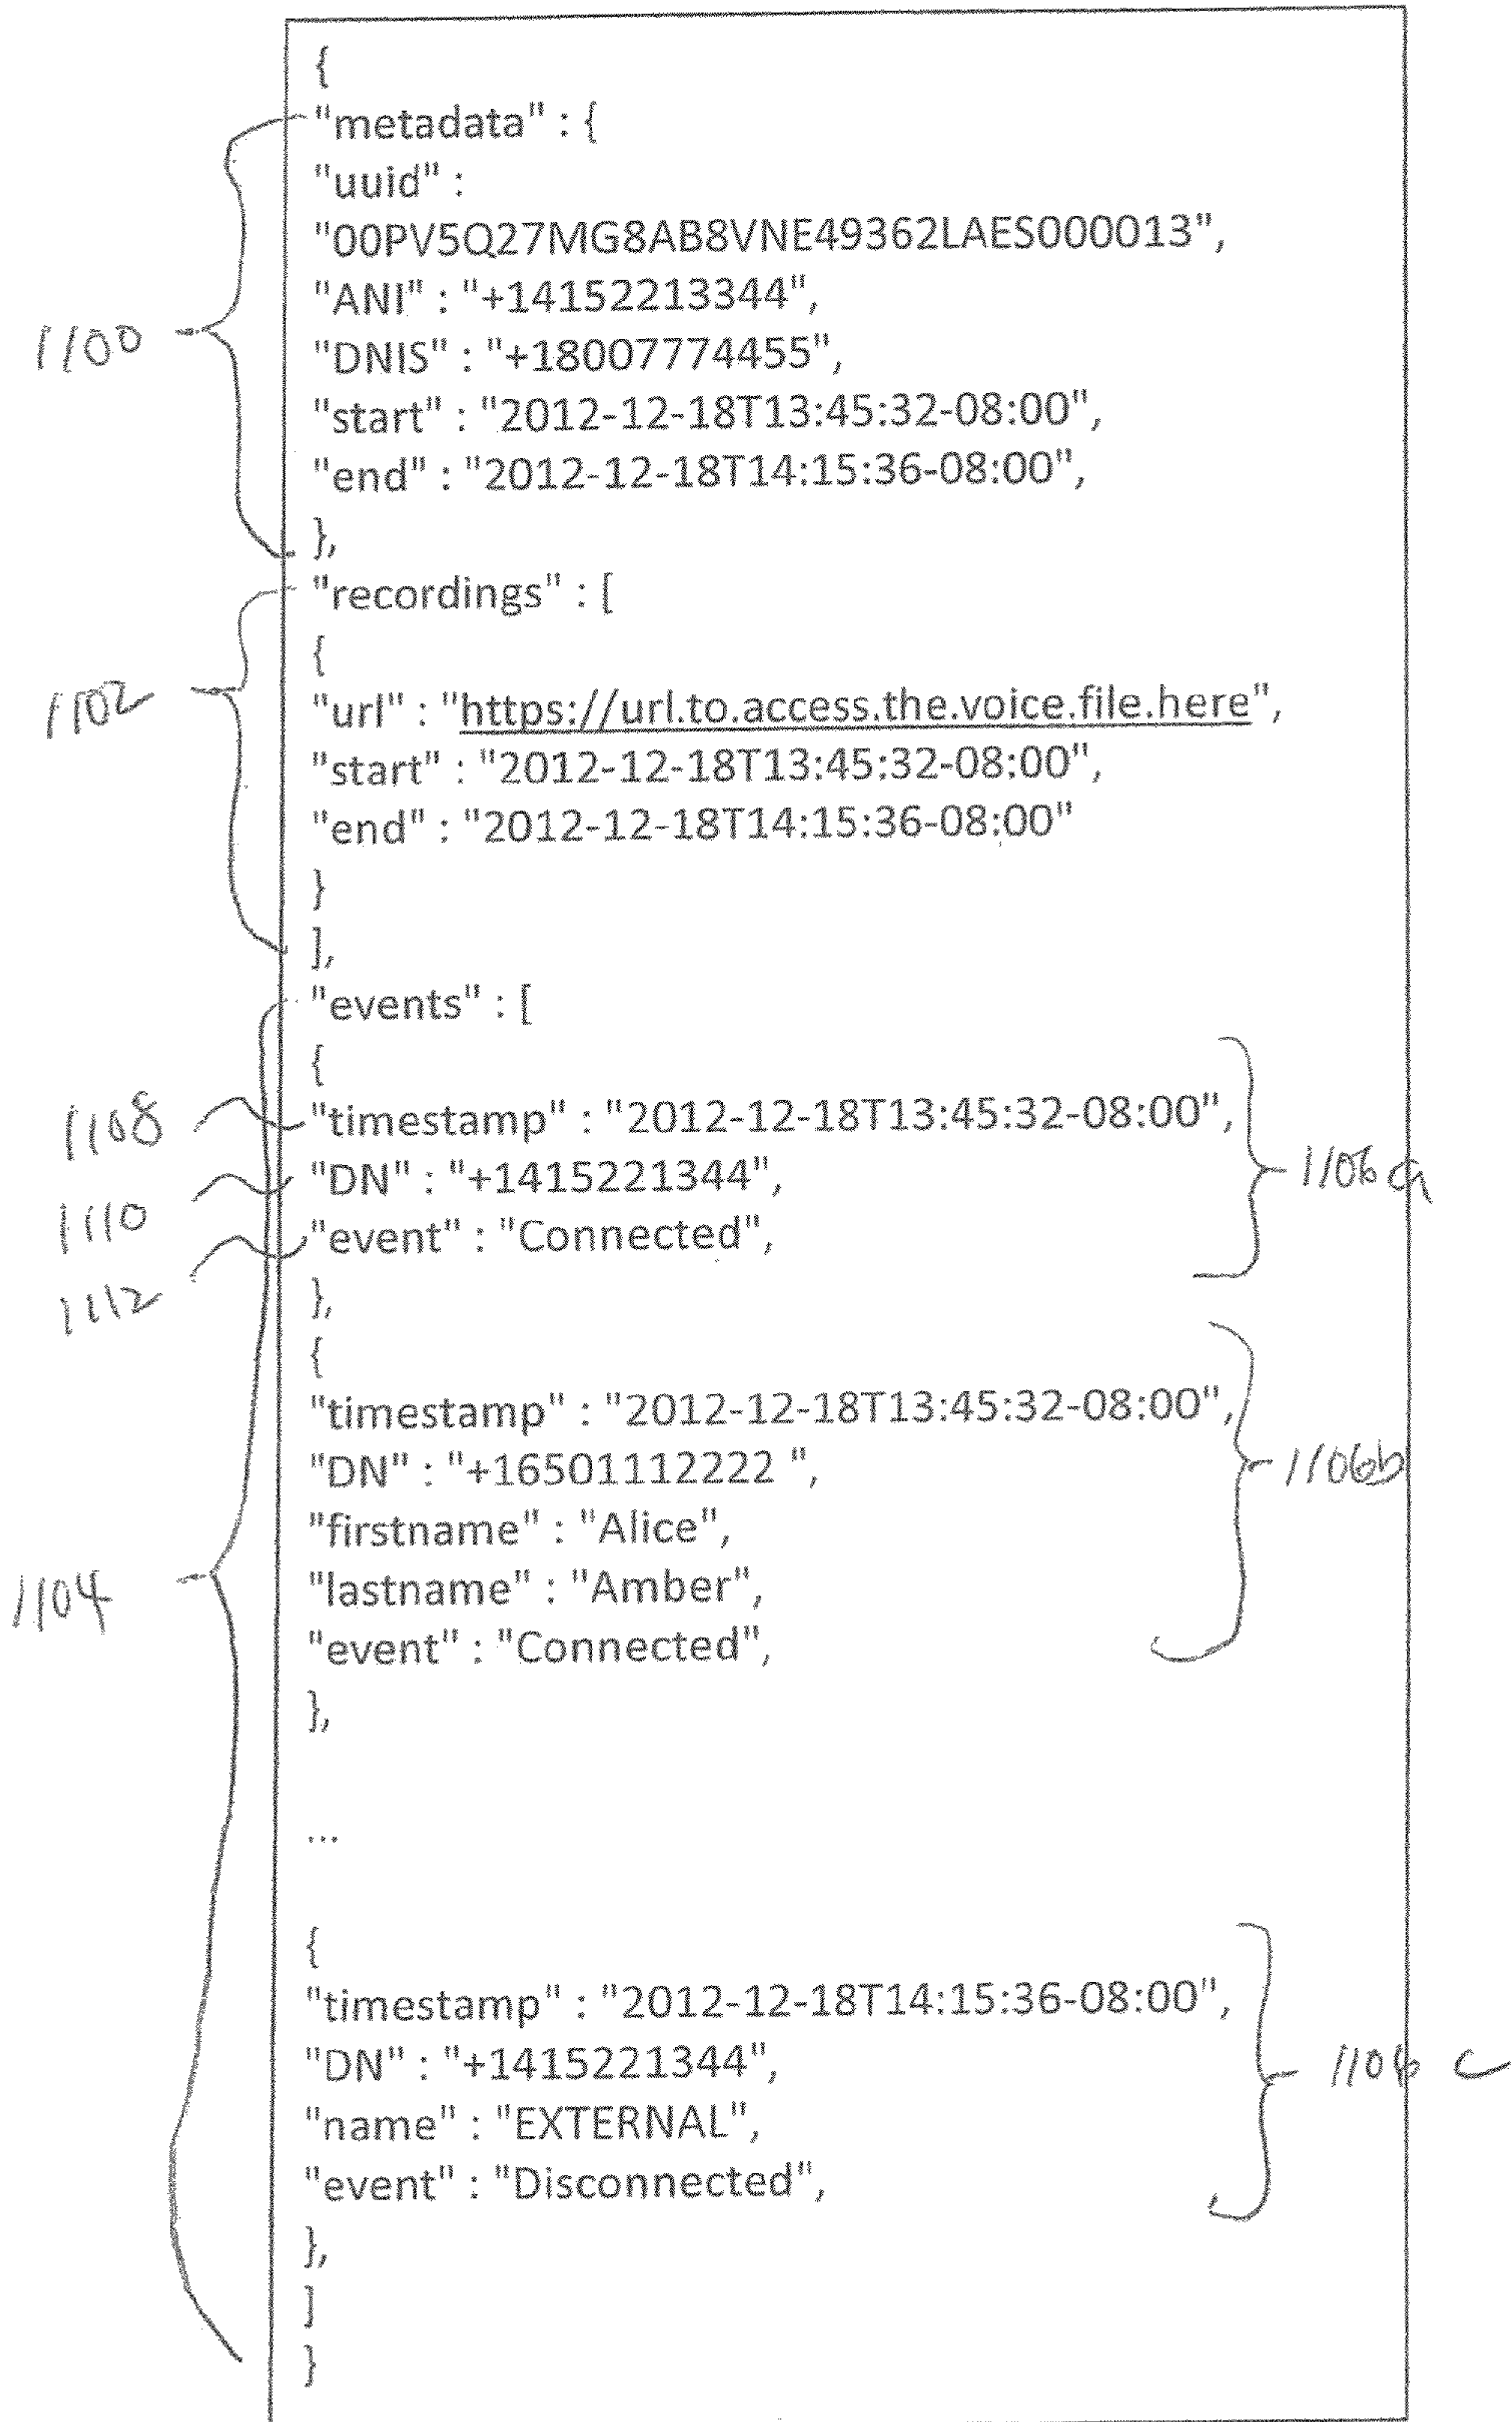 {
"metadata" : {
"uuid" :
"00PV5Q27MG8AB8VNE49362LAES000013",
"ANI" : "+14152213344",
1100
"DNIS" : "+18007774455",
"start" : "2012-12-18T13:45:32-08:00",
"end" : "2012-12-18T14:15:36-08:00",
},
"recordings" : [
{
1102
"url" : "https://url.to.access.the.voice.file.here",
"start" : "2012-12-18T13:45:32-08:00",
"end" : "2012-12-18T14:15:36-08:00"
}
],
"events" : [
{
1108
"timestamp" : "2012-12-18T13:45:32-08:00",
1110
"DN" : "+1415221344",
1106a
1112
"event" : "Connected",
},
{
"timestamp" : "2012-12-18T13:45:32-08:00",
"DN" : "+16501112222 ",
1106b
"firstname" : "Alice",
1104
"lastname" : "Amber",
"event" : "Connected",
},
...
{
"timestamp" : "2012-12-18T14:15:36-08:00",
"DN" : "+1415221344",
1106 c
"name" : "EXTERNAL",
"event" : "Disconnected",
},
]
}